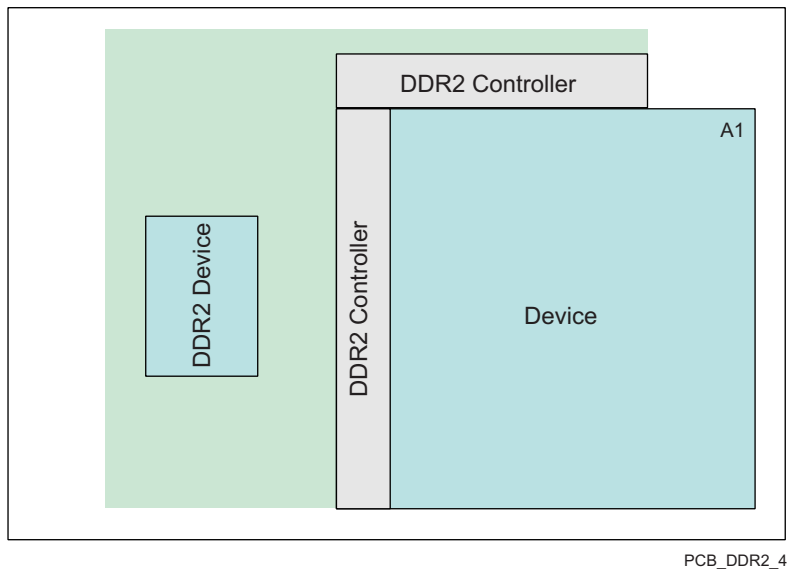 DDR2 Controller
A1
DDR2 Device
DDR2 Controller
Device
PCB_DDR2_4